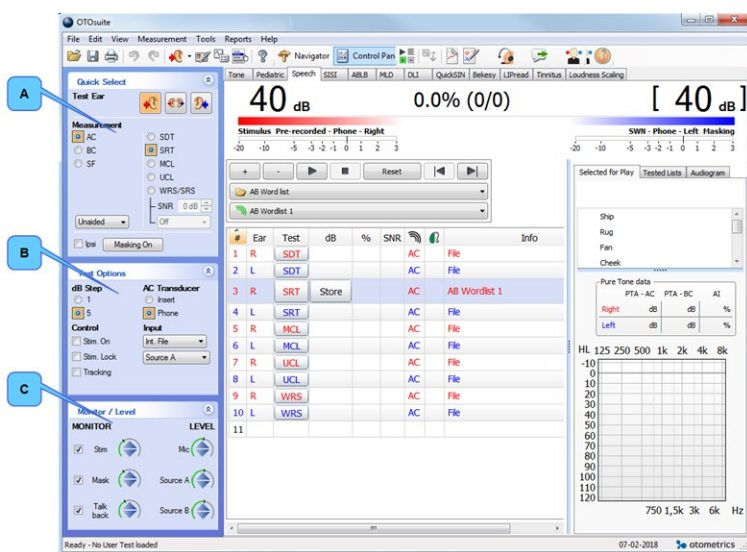 OTOsuite
File Edit View Measurement Tools Reports Help
Navigator Control Pan
Quick Select
Test Ear
Measurement
AC SDT
BC SRT
SF MCL
UCL
WRS/SRS
SNR 0 dB
Unaided Off
Ipsi Masking On
A
Test Options
dB Step AC Transducer
1 Insert
5 Phone
Control Input
Stim. On Int. File
Stim. Lock Source A
Tracking
B
Monitor / Level
MONITOR LEVEL
Stim Mic
Mask Source A
Talk back Source B
C
Tone Pediatric Speech SISI ABLB MLD DLI QuickSIN Bekesy LIPread Tinnitus Loudness Scaling
40 dB 0.0% (0/0) [ 40 dB ]
Stimulus Pre-recorded - Phone - Right SWN - Phone - Left Masking
-20 -10 -5 -3 -2 -1 0 1 2 3 -20 -10 -5 -3 -2 -1 0 1 2 3
+ - Reset
AB Word list
AB Wordlist 1
# Ear Test dB % SNR Info
1 R SDT AC File
2 L SDT AC File
3 R SRT Store AC AB Wordlist 1
4 L SRT AC File
5 R MCL AC File
6 L MCL AC File
7 R UCL AC File
8 L UCL AC File
9 R WRS AC File
10 L WRS AC File
11
Selected for Play Tested Lists Audiogram
Ship
Rug
Fan
Cheek
Pure Tone data
PTA - AC PTA - BC AI
Right dB dB %
Left dB dB %
HL 125 250 500 1k 2k 4k 8k
-10
0
10
20
30
40
50
60
70
80
90
100
110
120
750 1,5k 3k 6k Hz
Ready - No User Test loaded 07-02-2018 otometrics